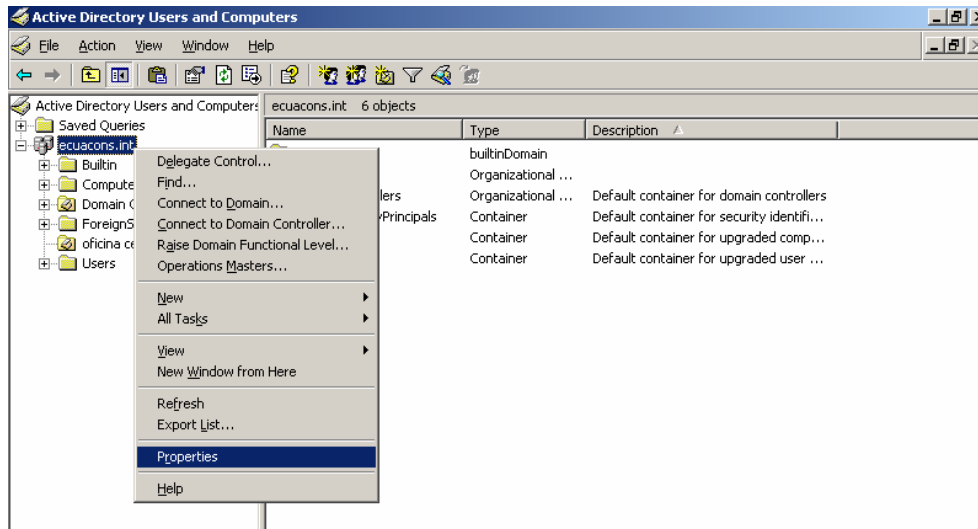 Active Directory Users and Computers
File Action View Window Help
Active Directory Users and Computers
ecuacons.int 6 objects
Saved Queries
ecuacons.int
Builtin
Compute
Domain C
ForeignS
oficina ce
Users
Name Type Description
builtinDomain
Organizational ...
lers Organizational ... Default container for domain controllers
yPrincipals Container Default container for security identifi...
Container Default container for upgraded comp...
Container Default container for upgraded user ...
Delegate Control...
Find...
Connect to Domain...
Connect to Domain Controller...
Raise Domain Functional Level...
Operations Masters...
New
All Tasks
View
New Window from Here
Refresh
Export List...
Properties
Help